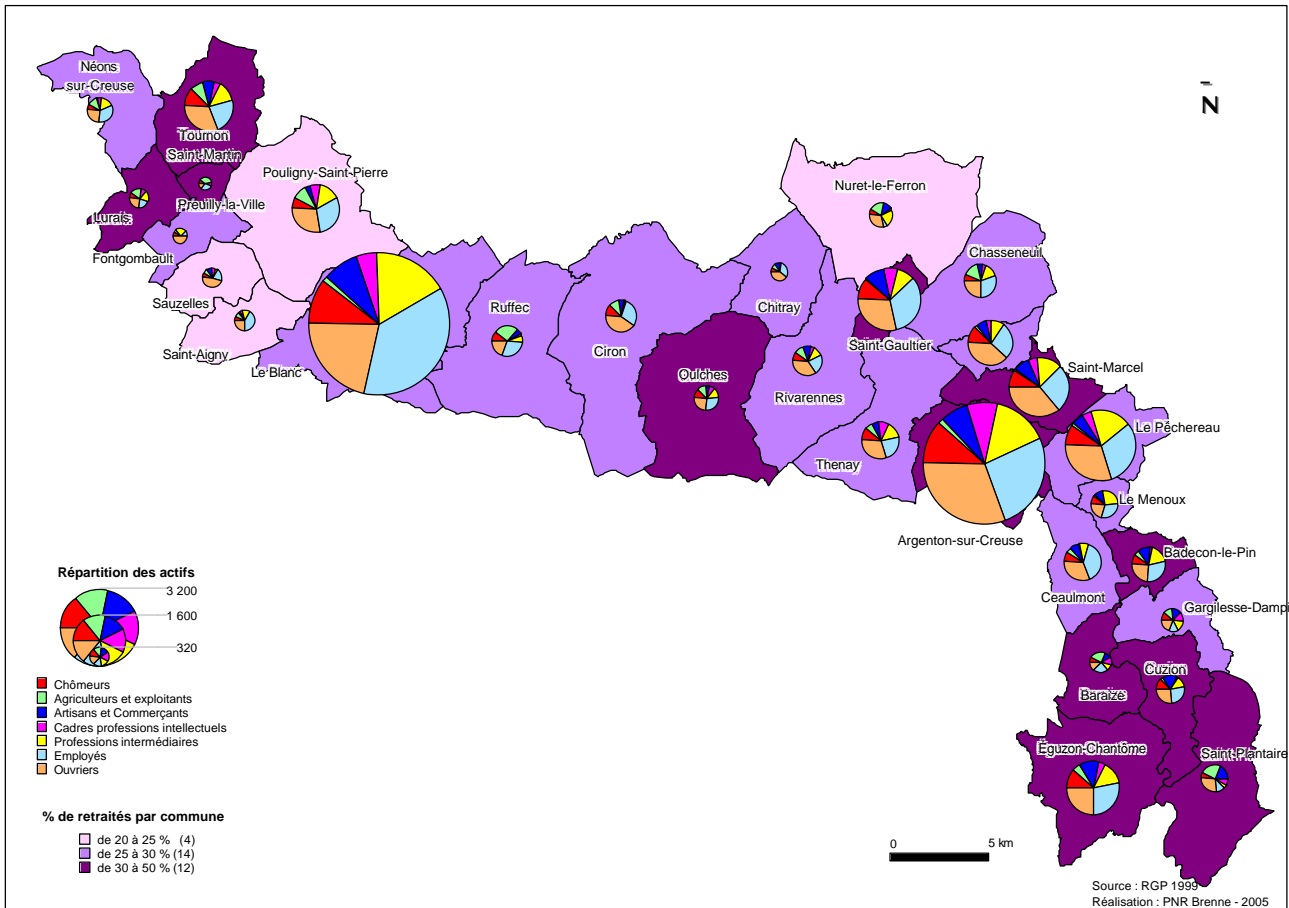 Néons
sur-Creuse
Tournon
Saint-Martin
Pouligny-Saint-Pierre
Lurais
Préuilly-la-Ville
Fontgombault
Sauzelles
Saint-Aigny
Le Blanc
Ruffec
Ciron
Oulches
Chitray
Rivarennes
Nuret-le-Ferron
Chasseneuil
Saint-Gaultier
Thenay
Saint-Marcel
Le Pêchereau
Le Menoux
Argenton-sur-Creuse
Badecon-le-Pin
Ceaulmont
Gargilesse-Dampi
Baraize
Cuzion
Éguzon-Chantôme
Saint-Plantaire
N
Répartition des actifs
3 200
1 600
320
Chômeurs
Agriculteurs et exploitants
Artisans et Commerçants
Cadres professions intellectuels
Professions intermédiaires
Employés
Ouvriers
% de retraités par commune
de 20 à 25 % (4)
de 25 à 30 % (14)
de 30 à 50 % (12)
0 5 km
Source : RGP 1999
Réalisation : PNR Brenne - 2005